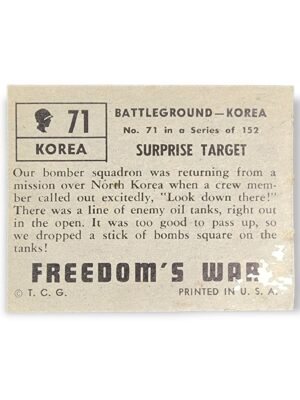 71
KOREA
BATTLEGROUND—KOREA
No. 71 in a Series of 152
SURPRISE TARGET
Our bomber squadron was returning from a
mission over North Korea when a crew mem-
ber called out excitedly, "Look down there!"
There was a line of enemy oil tanks, right out
in the open. It was too good to pass up, so
we dropped a stick of bombs square on the
tanks!
FREEDOM'S WAR
© T. C. G. PRINTED IN U. S. A.